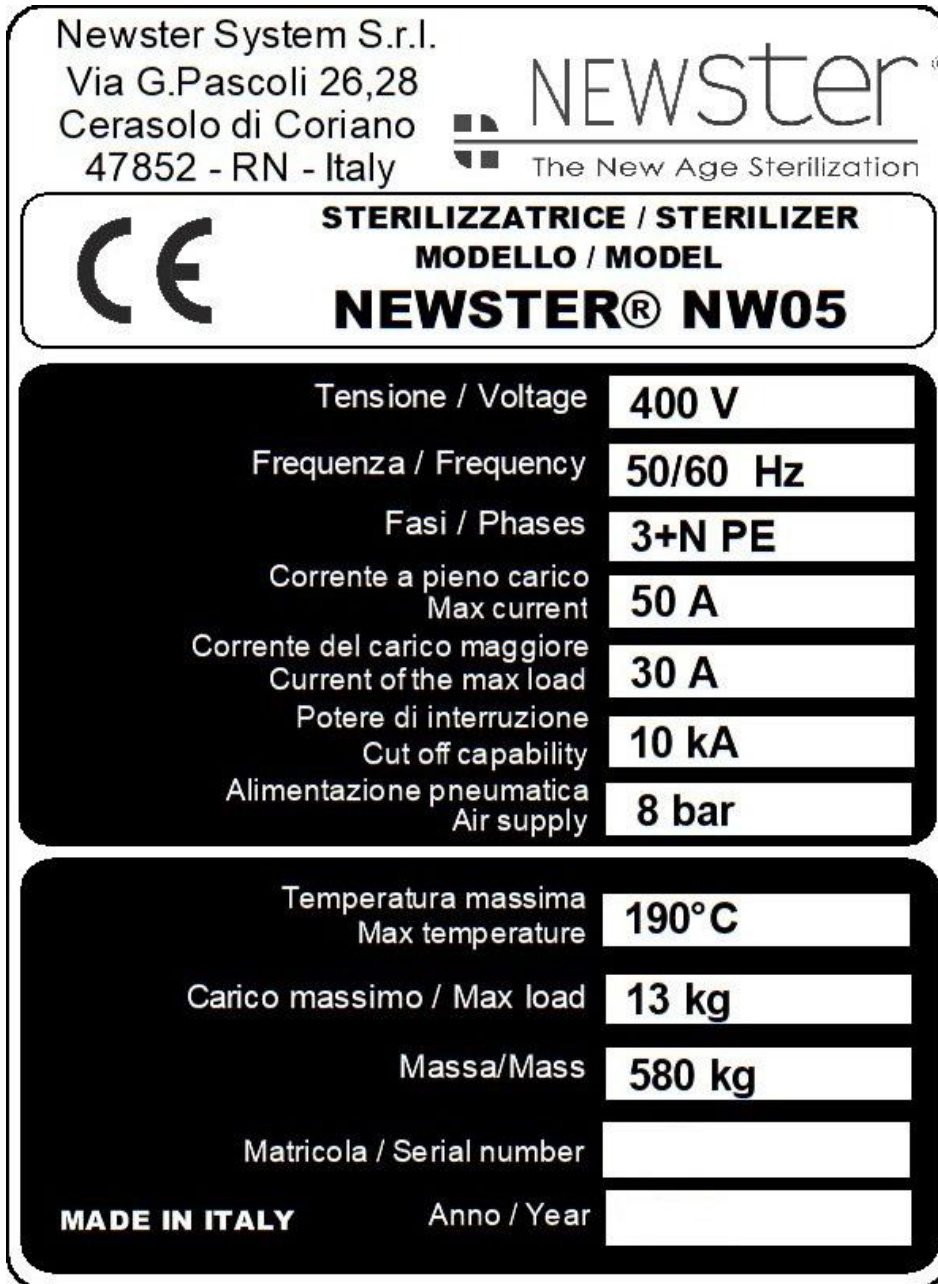 Newster System S.r.l.
Via G.Pascoli 26,28
Cerasolo di Coriano
47852 - RN - Italy
NEWSter®
The New Age Sterilization
CE
STERILIZZATRICE / STERILIZER
MODELLO / MODEL
NEWSTER® NW05
Tensione / Voltage 400 V
Frequenza / Frequency 50/60 Hz
Fasi / Phases 3+N PE
Corrente a pieno carico
Max current 50 A
Corrente del carico maggiore
Current of the max load 30 A
Potere di interruzione
Cut off capability 10 kA
Alimentazione pneumatica
Air supply 8 bar
Temperatura massima
Max temperature 190°C
Carico massimo / Max load 13 kg
Massa/Mass 580 kg
Matricola / Serial number
MADE IN ITALY Anno / Year